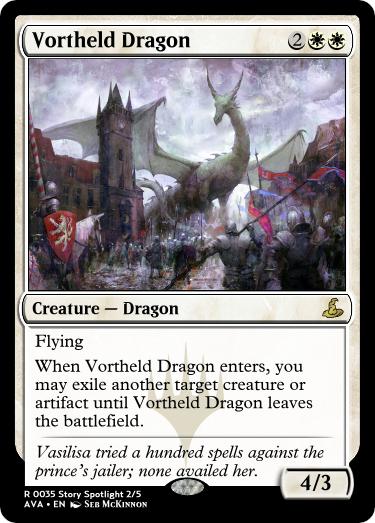 Vortheld Dragon 2
Creature — Dragon
Flying
When Vortheld Dragon enters, you
may exile another target creature or
artifact until Vortheld Dragon leaves
the battlefield.
Vasilisa tried a hundred spells against the
prince's jailer; none availed her.
4/3
R 0035 Story Spotlight 2/5
AVA • EN Seb McKinnon